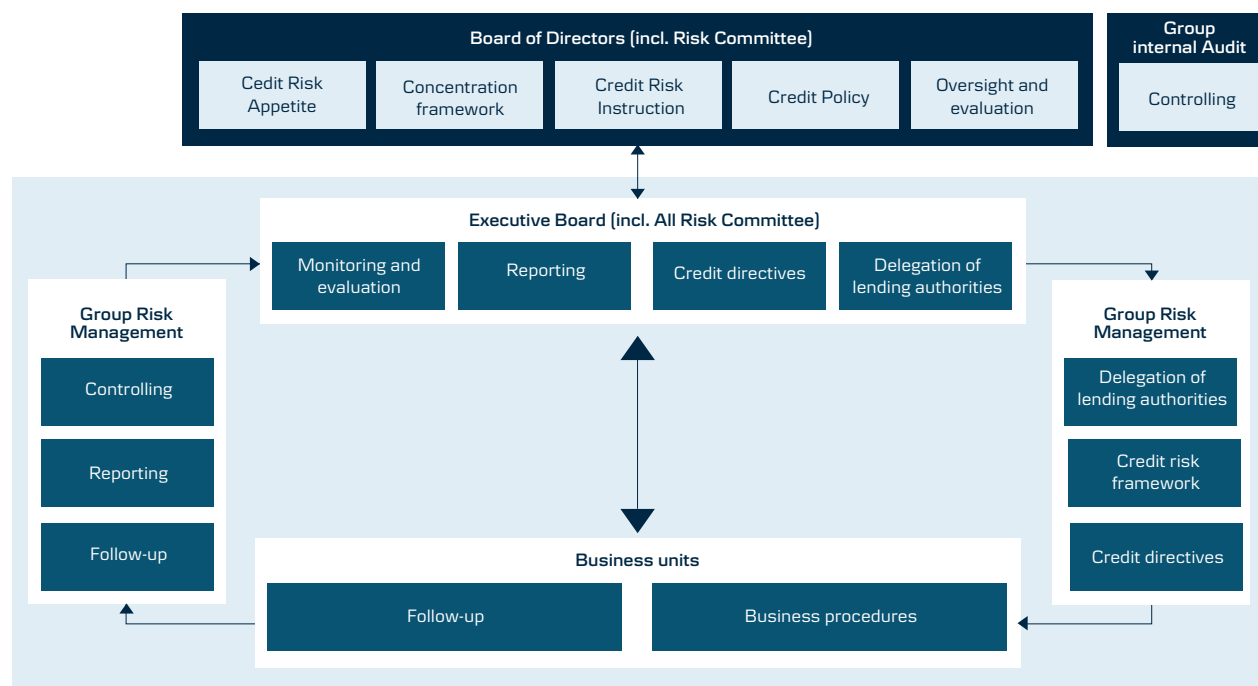 Board of Directors (incl. Risk Committee)
Cedit Risk
Appetite
Concentration
framework
Credit Risk
Instruction
Credit Policy
Oversight and
evaluation
Group
internal Audit
Controlling
Executive Board (incl. All Risk Committee)
Monitoring and
evaluation
Reporting
Credit directives
Delegation of
lending authorities
Group Risk
Management
Controlling
Reporting
Follow-up
Group Risk
Management
Delegation of
lending authorities
Credit risk
framework
Credit directives
Business units
Follow-up
Business procedures